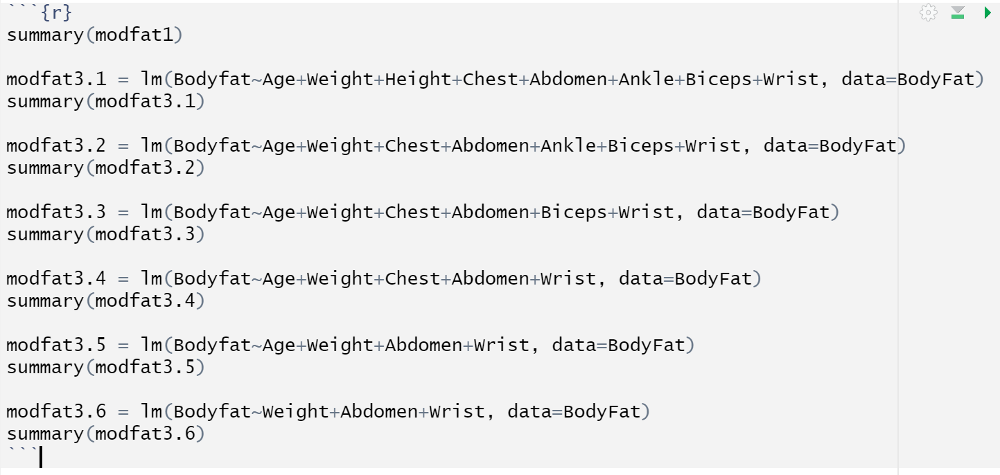 ```{r}
summary(modfat1)
modfat3.1 = lm(Bodyfat~Age+Weight+Height+Chest+Abdomen+Ankle+Biceps+Wrist, data=BodyFat)
summary(modfat3.1)
modfat3.2 = lm(Bodyfat~Age+Weight+Chest+Abdomen+Ankle+Biceps+Wrist, data=BodyFat)
summary(modfat3.2)
modfat3.3 = lm(Bodyfat~Age+Weight+Chest+Abdomen+Biceps+Wrist, data=BodyFat)
summary(modfat3.3)
modfat3.4 = lm(Bodyfat~Age+Weight+Chest+Abdomen+Wrist, data=BodyFat)
summary(modfat3.4)
modfat3.5 = lm(Bodyfat~Age+Weight+Abdomen+Wrist, data=BodyFat)
summary(modfat3.5)
modfat3.6 = lm(Bodyfat~Weight+Abdomen+Wrist, data=BodyFat)
summary(modfat3.6)
```